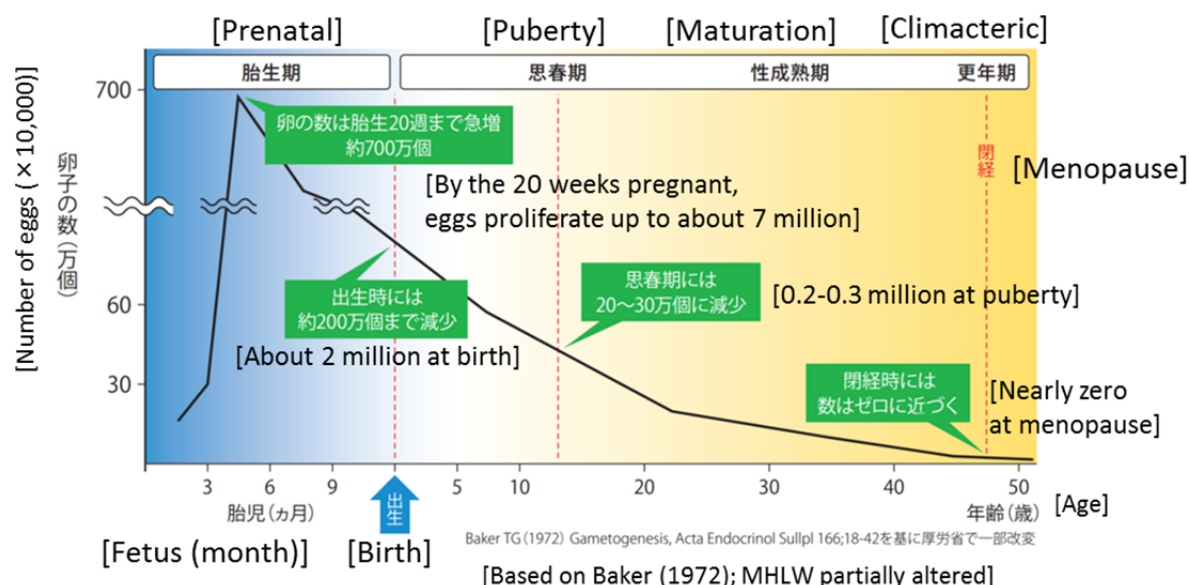 [Prenatal]
[Puberty]
[Maturation]
[Climacteric]
胎生期
思春期
性成熟期
更年期
[Number of eggs (×10,000)]
卵子の数(万個)
700
60
30
卵の数は胎生20週まで急増
約700万個
[By the 20 weeks pregnant,
eggs proliferate up to about 7 million]
閉経
[Menopause]
出生時には
約200万個まで減少
[About 2 million at birth]
思春期には
20～30万個に減少
[0.2-0.3 million at puberty]
閉経時には
数はゼロに近づく
[Nearly zero
at menopause]
3
6
9
5
10
20
30
40
50
胎児(ヵ月)
出生
年齢(歳)
[Age]
[Fetus (month)]
[Birth]
Baker TG (1972) Gametogenesis, Acta Endocrinol Sullpl 166;18-42を基に厚労省で一部改変
[Based on Baker (1972); MHLW partially altered]